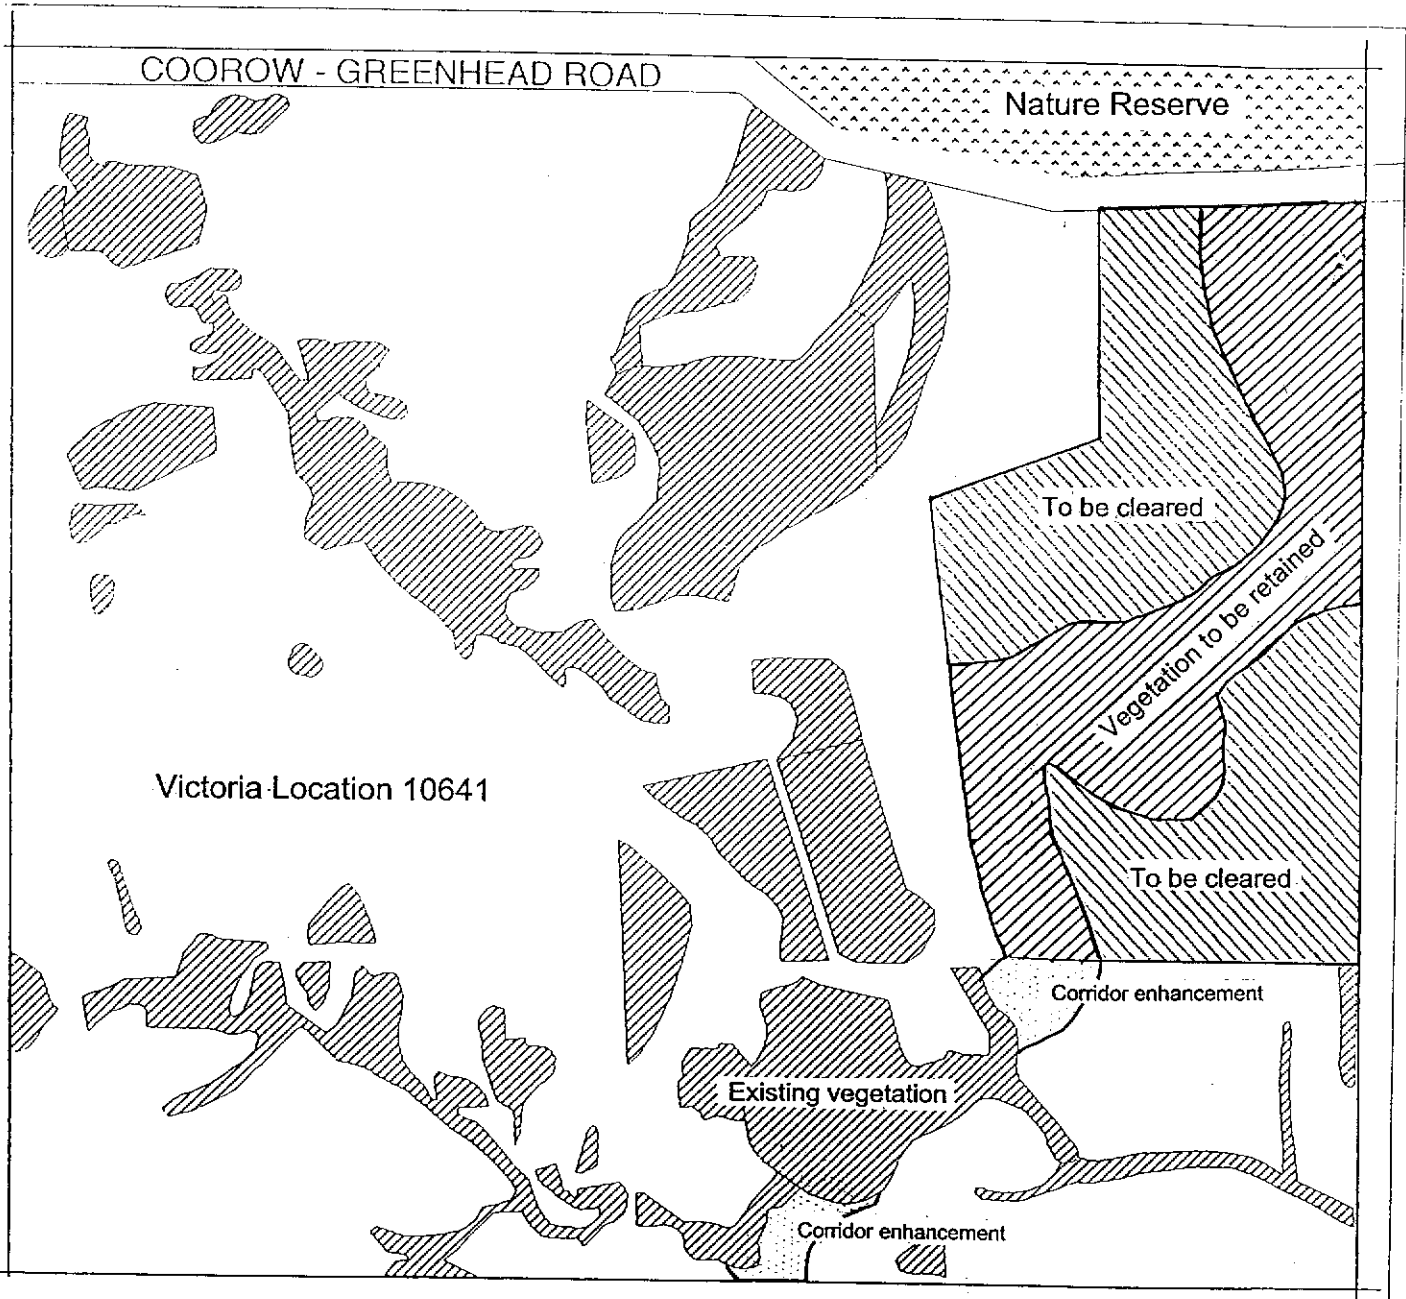 COOROW - GREENHEAD ROAD
Nature Reserve
To be cleared
Vegetation to be retained
Victoria Location 10641
To be cleared
Corridor enhancement
Existing vegetation
Corridor enhancement